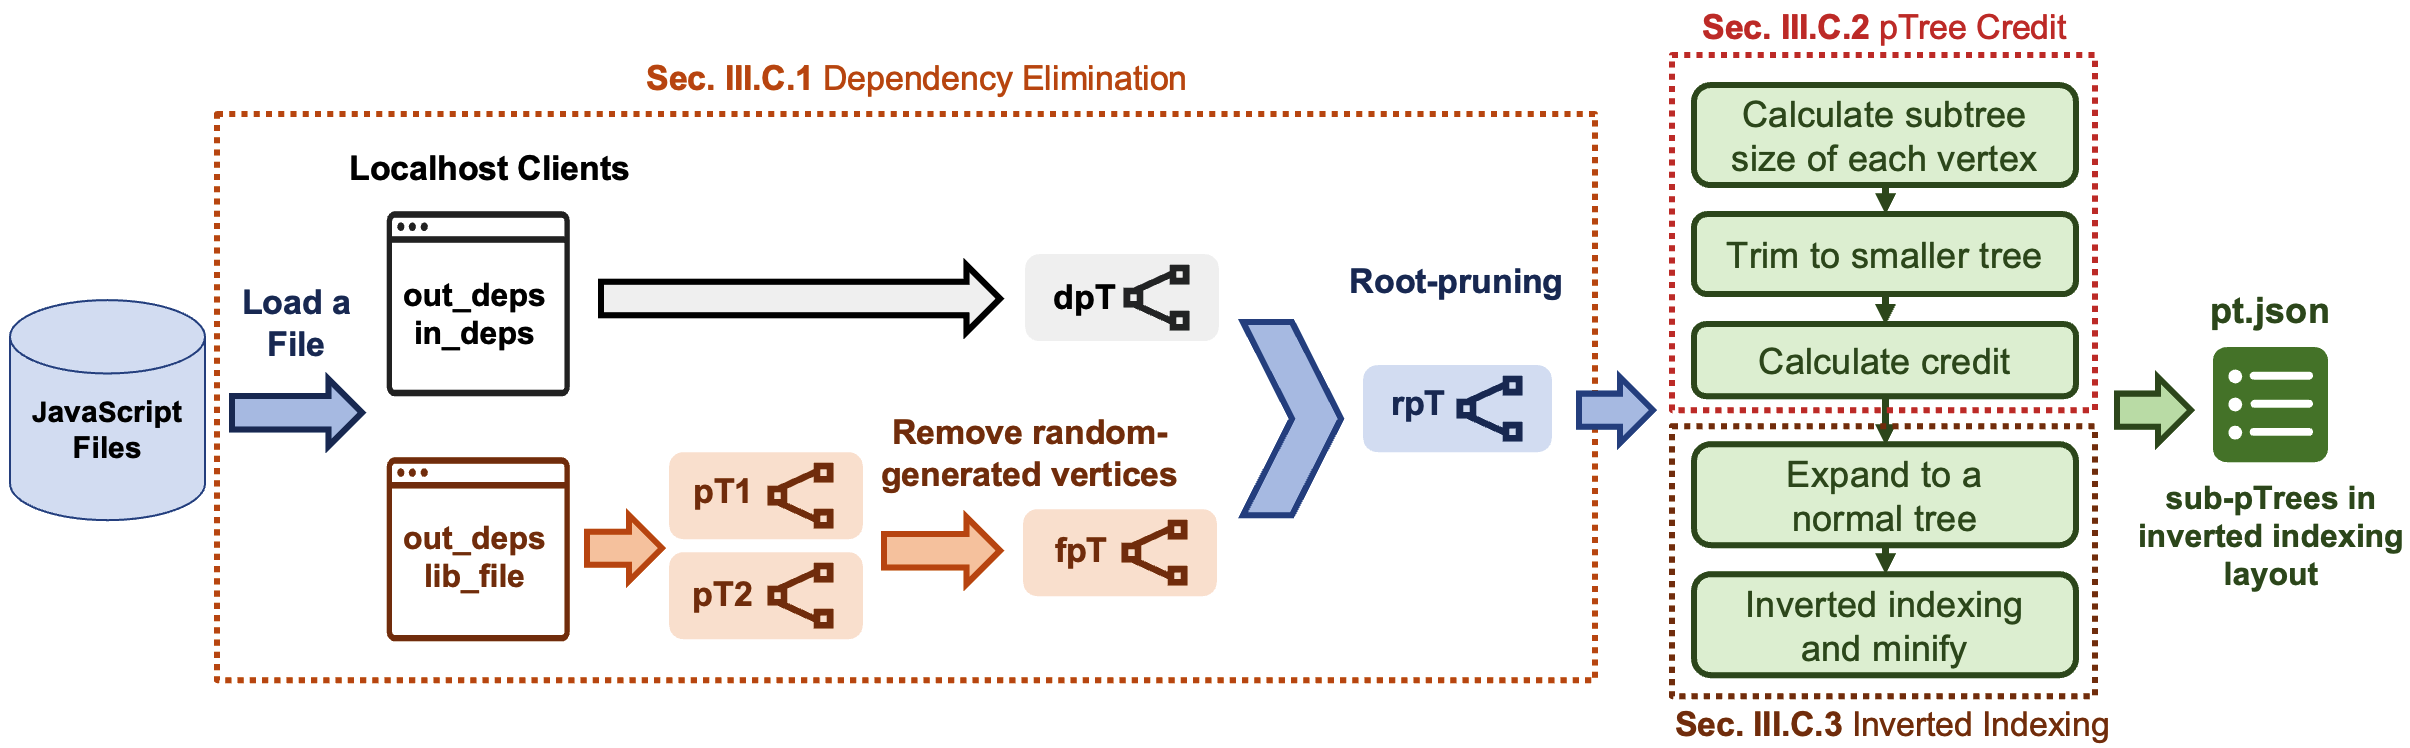 Sec. III.C.1 Dependency Elimination
JavaScript
Files
Load a
File
Localhost Clients
out_deps
in_deps
dpT
out_deps
lib_file
pT1
pT2
Remove random-
generated vertices
fpT
Root-pruning
rpT
Sec. III.C.2 pTree Credit
Calculate subtree
size of each vertex
Trim to smaller tree
Calculate credit
Expand to a
normal tree
Inverted indexing
and minify
Sec. III.C.3 Inverted Indexing
pt.json
sub-pTrees in
inverted indexing
layout